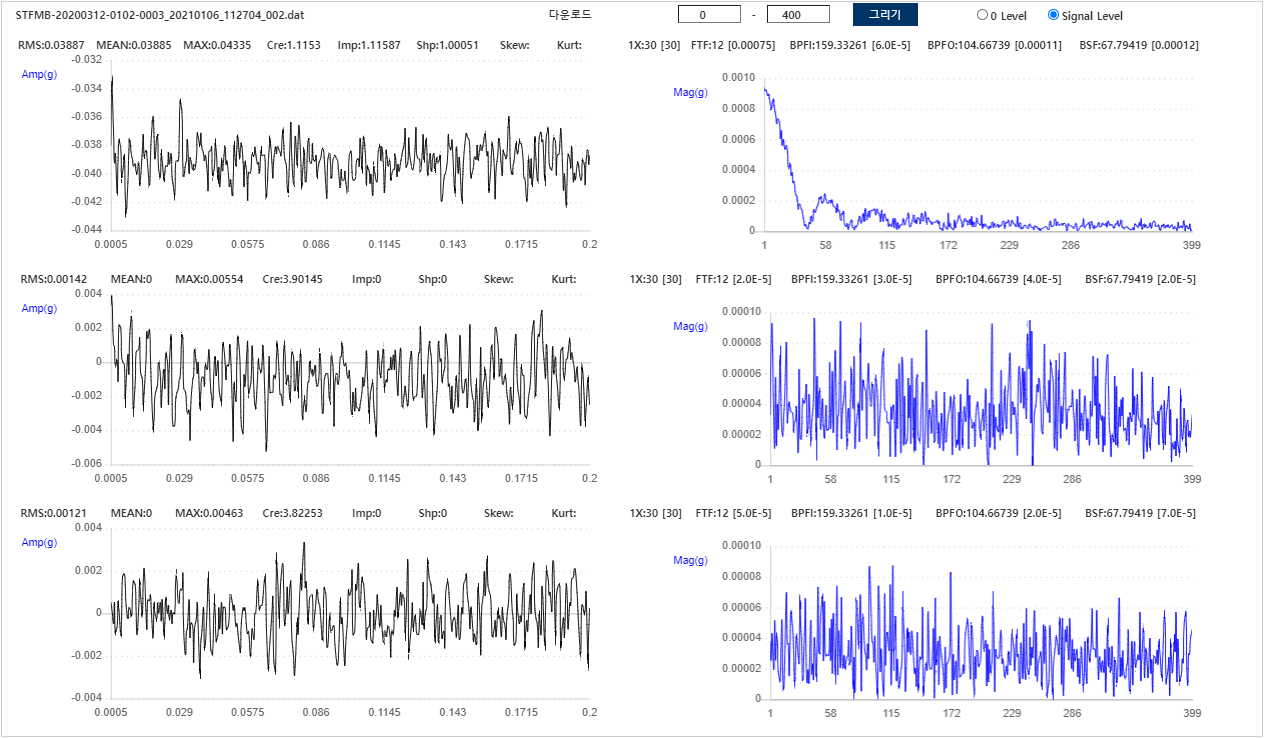 STFMB-20200312-0102-0003_20210106_112704_002.dat 다운로드 0 - 400 그리기 0 Level Signal Level
RMS:0.03887 MEAN:0.03885 MAX:0.04335 Cre:1.1153 Imp:1.11587 Shp:1.00051 Skew: Kurt:
-0.032
Amp(g)
-0.034
-0.036
-0.038
-0.040
-0.042
-0.044
0.0005 0.029 0.0575 0.086 0.1145 0.143 0.1715 0.2
1X:30 [30] FTF:12 [0.00075] BPFI:159.33261 [6.0E-5] BPFO:104.66739 [0.00011] BSF:67.79419 [0.00012]
0.0010
Mag(g)
0.0008
0.0006
0.0004
0.0002
0
1 58 115 172 229 286 399
RMS:0.00142 MEAN:0 MAX:0.00554 Cre:3.90145 Imp:0 Shp:0 Skew: Kurt:
0.004
Amp(g)
0.002
0
-0.002
-0.004
-0.006
0.0005 0.029 0.0575 0.086 0.1145 0.143 0.1715 0.2
1X:30 [30] FTF:12 [2.0E-5] BPFI:159.33261 [3.0E-5] BPFO:104.66739 [4.0E-5] BSF:67.79419 [2.0E-5]
0.00010
Mag(g)
0.00008
0.00006
0.00004
0.00002
0
1 58 115 172 229 286 399
RMS:0.00121 MEAN:0 MAX:0.00463 Cre:3.82253 Imp:0 Shp:0 Skew: Kurt:
0.004
Amp(g)
0.002
0
-0.002
-0.004
0.0005 0.029 0.0575 0.086 0.1145 0.143 0.1715 0.2
1X:30 [30] FTF:12 [5.0E-5] BPFI:159.33261 [1.0E-5] BPFO:104.66739 [2.0E-5] BSF:67.79419 [7.0E-5]
0.00010
Mag(g)
0.00008
0.00006
0.00004
0.00002
0
1 58 115 172 229 286 399